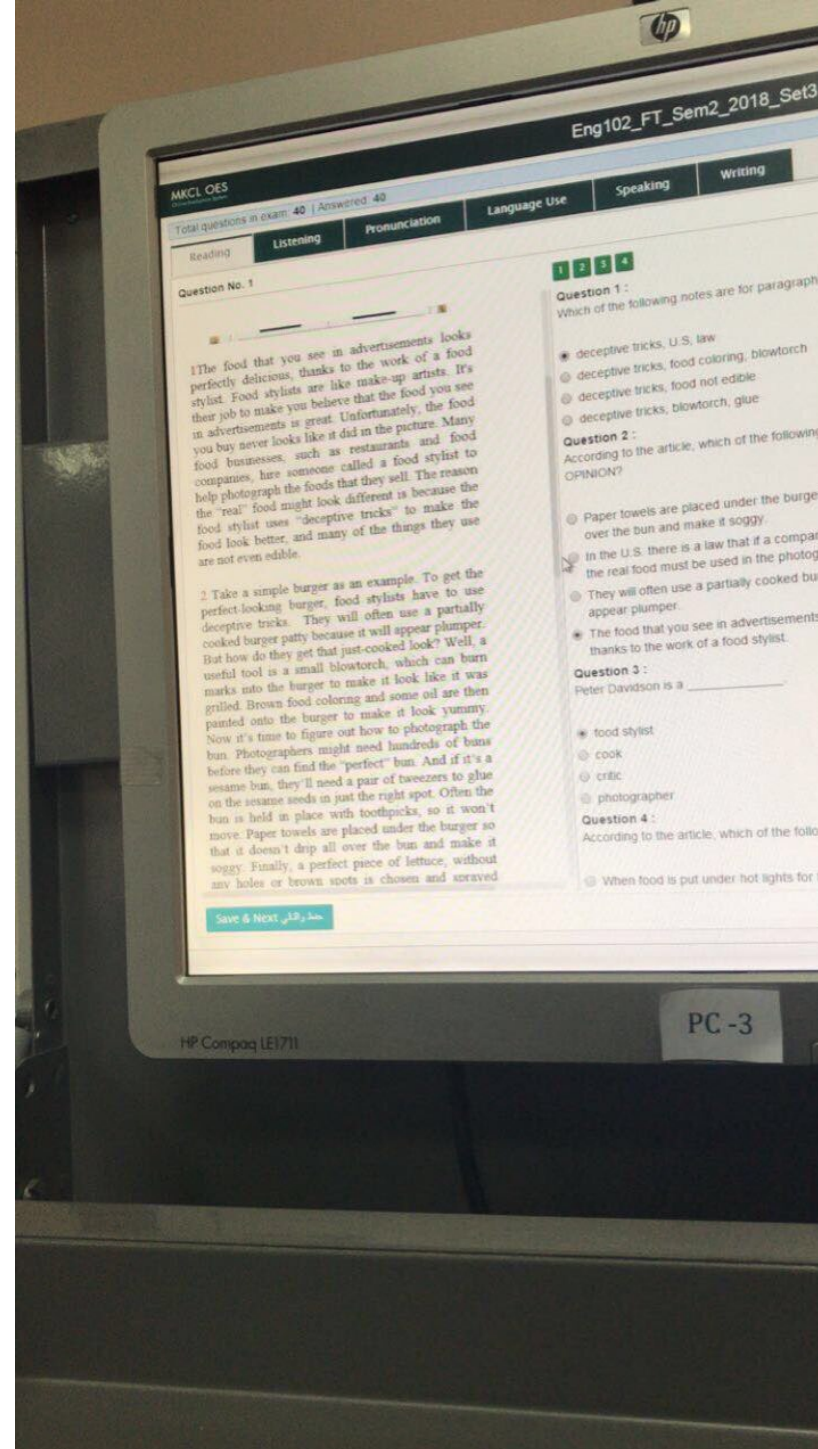 hp
Eng102_FT_Sem2_2018_Set3
MKCL OES
Total questions in exam: 40 | Answered: 40
Reading
Listening
Pronunciation
Language Use
Speaking
Writing
Question No. 1
1The food that you see in advertisements looks
perfectly delicious, thanks to the work of a food
stylist. Food stylists are like make-up artists. It's
their job to make you believe that the food you see
in advertisements is great. Unfortunately, the food
you buy never looks like it did in the picture. Many
food businesses, such as restaurants and food
companies, hire someone called a food stylist to
help photograph the foods that they sell. The reason
the "real" food might look different is because the
food stylist uses "deceptive tricks" to make the
food look better, and many of the things they use
are not even edible.
2 Take a simple burger as an example. To get the
perfect-looking burger, food stylists have to use
deceptive tricks. They will often use a partially
cooked burger patty because it will appear plumper.
But how do they get that just-cooked look? Well, a
useful tool is a small blowtorch, which can burn
marks into the burger to make it look like it was
grilled. Brown food coloring and some oil are then
painted onto the burger to make it look yummy.
Now it's time to figure out how to photograph the
bun. Photographers might need hundreds of buns
before they can find the "perfect" bun. And if it's a
sesame bun, they'll need a pair of tweezers to glue
on the sesame seeds in just the right spot. Often the
bun is held in place with toothpicks, so it won't
move. Paper towels are placed under the burger so
that it doesn't drip all over the bun and make it
soggy. Finally, a perfect piece of lettuce, without
any holes or brown spots is chosen and sprayed
Save & Next حفظ والتالي
1 2 3 4
Question 1 :
Which of the following notes are for paragraph
deceptive tricks, U.S. law
deceptive tricks, food coloring, blowtorch
deceptive tricks, food not edible
deceptive tricks, blowtorch, glue
Question 2 :
According to the article, which of the following
OPINION?
Paper towels are placed under the burge
over the bun and make it soggy.
In the U.S. there is a law that if a compar
the real food must be used in the photog
They will often use a partially cooked bu
appear plumper.
The food that you see in advertisements
thanks to the work of a food stylist.
Question 3 :
Peter Davidson is a ____________.
food stylist
cook
critic
photographer
Question 4 :
According to the article, which of the follo
When food is put under hot lights for
HP Compaq LE1711
PC -3